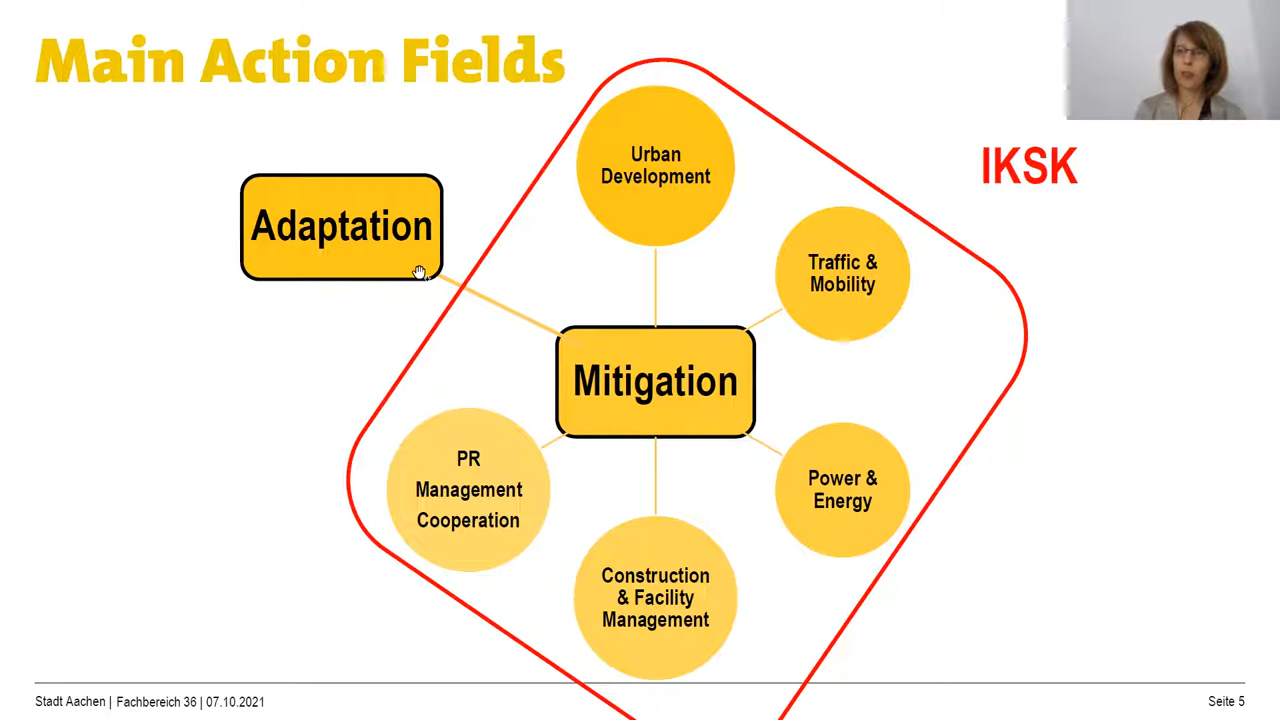 Main Action Fields
IKSK
Urban
Development
Adaptation
Traffic &
Mobility
Mitigation
PR
Management
Cooperation
Power &
Energy
Construction
& Facility
Management
Stadt Aachen | Fachbereich 36 | 07.10.2021
Seite 5